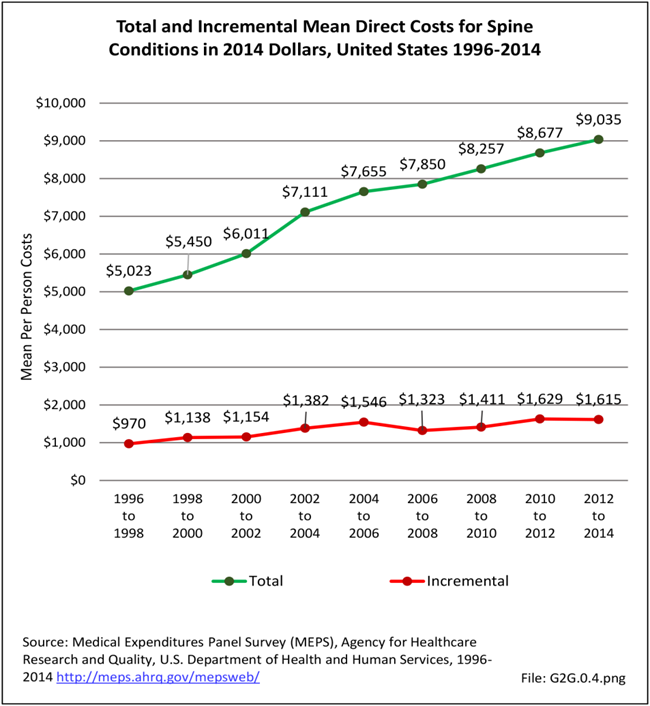 Total and Incremental Mean Direct Costs for Spine
Conditions in 2014 Dollars, United States 1996-2014
Mean Per Person Costs
$10,000
$9,000
$8,000
$7,000
$6,000
$5,000
$4,000
$3,000
$2,000
$1,000
$0
$5,023
$5,450
$6,011
$7,111
$7,655
$7,850
$8,257
$8,677
$9,035
$970
$1,138
$1,154
$1,382
$1,546
$1,323
$1,411
$1,629
$1,615
1996
to
1998
1998
to
2000
2000
to
2002
2002
to
2004
2004
to
2006
2006
to
2008
2008
to
2010
2010
to
2012
2012
to
2014
Total
Incremental
Source: Medical Expenditures Panel Survey (MEPS), Agency for Healthcare
Research and Quality, U.S. Department of Health and Human Services, 1996-
2014 http://meps.ahrq.gov/mepsweb/
File: G2G.0.4.png